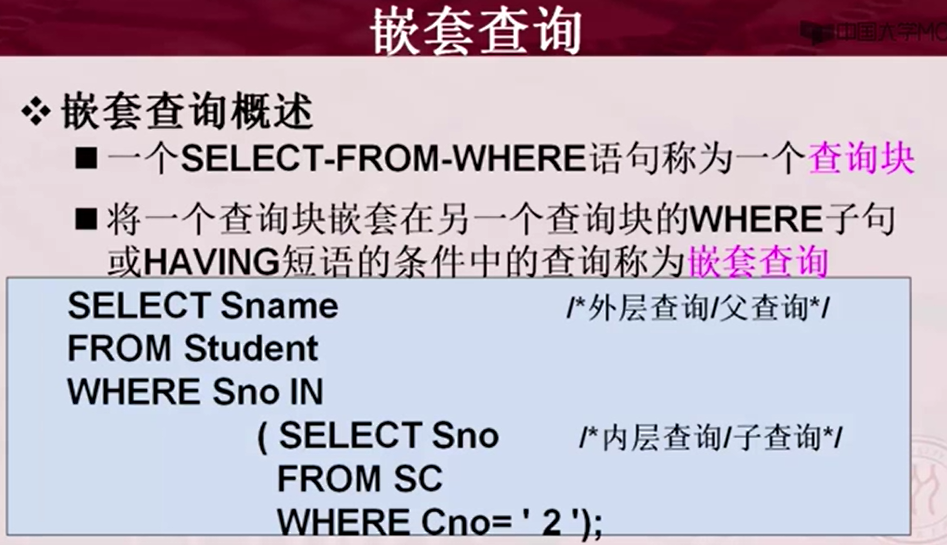 嵌套查询
中国大学MO
❖ 嵌套查询概述
■ 一个SELECT-FROM-WHERE语句称为一个查询块
■ 将一个查询块嵌套在另一个查询块的WHERE子句
或HAVING短语的条件中的查询称为嵌套查询
SELECT Sname /*外层查询/父查询*/
FROM Student
WHERE Sno IN
( SELECT Sno /*内层查询/子查询*/
FROM SC
WHERE Cno= ' 2 ');